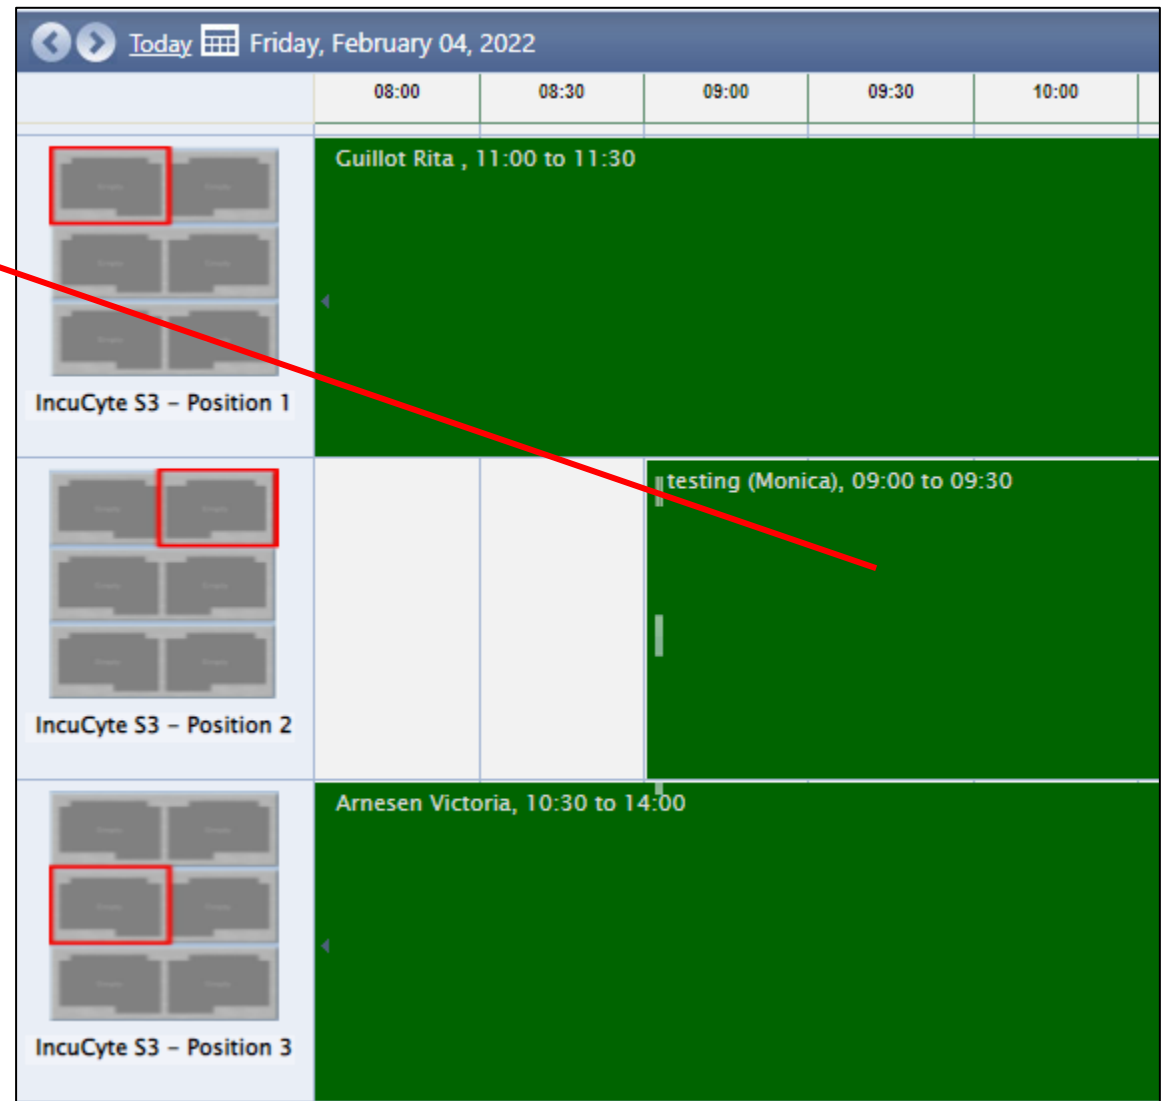 Today Friday, February 04, 2022
08:00 08:30 09:00 09:30 10:00
Guillot Rita , 11:00 to 11:30
IncuCyte S3 – Position 1
testing (Monica), 09:00 to 09:30
IncuCyte S3 – Position 2
Arnesen Victoria, 10:30 to 14:00
IncuCyte S3 – Position 3